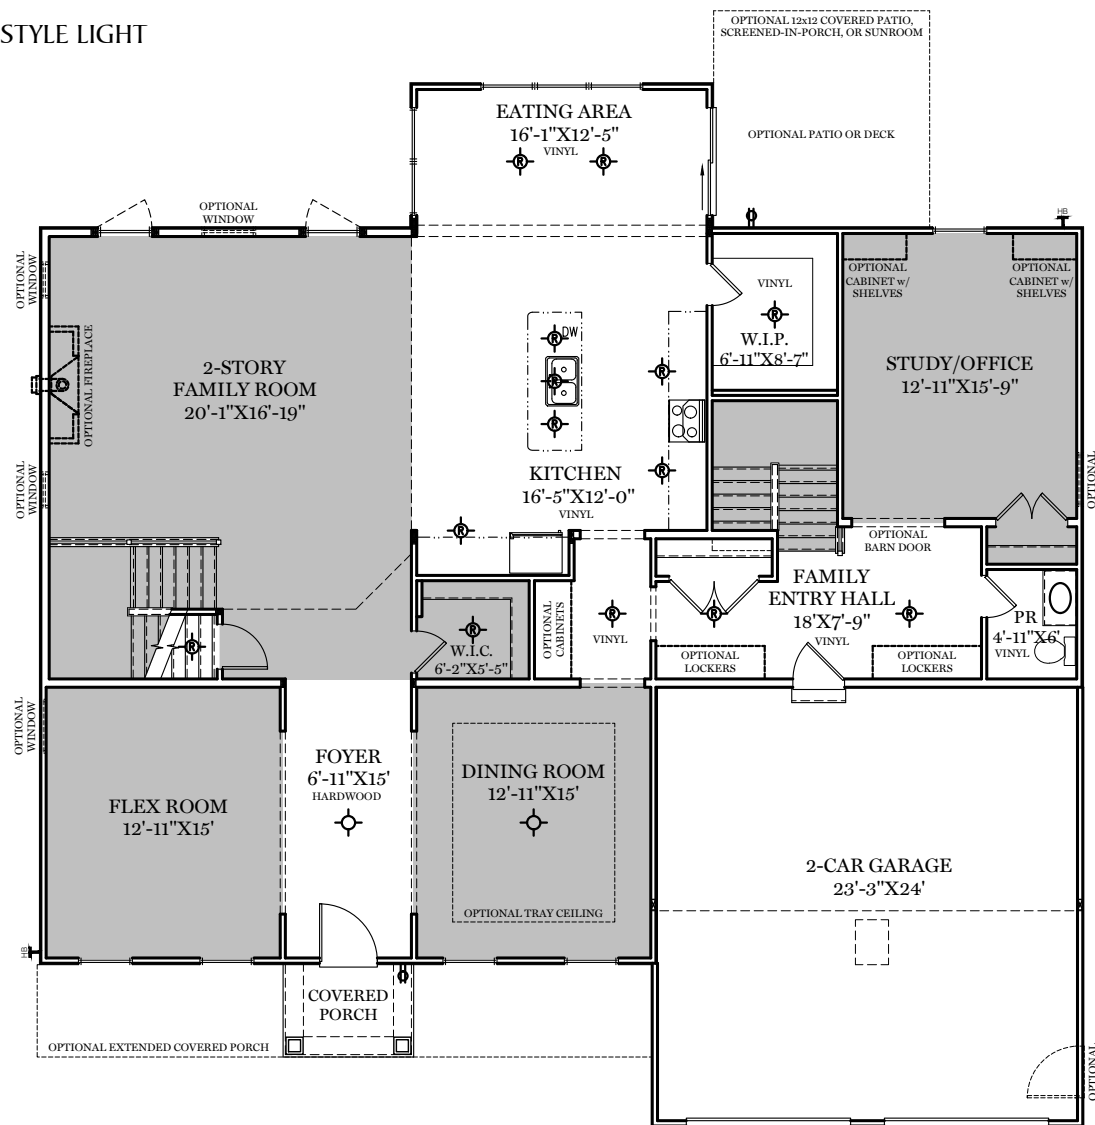 STYLE LIGHT
OPTIONAL 12x12 COVERED PATIO,
SCREENED-IN-PORCH, OR SUNROOM
EATING AREA
16'-1"X12'-5"
VINYL
R
R
OPTIONAL PATIO OR DECK
OPTIONAL
WINDOW
HB
OPTIONAL
WINDOW
OPTIONAL FIREPLACE
OPTIONAL
WINDOW
2-STORY
FAMILY ROOM
20'-1"X16'-19"
R
DW
R
R
R
R
R
KITCHEN
16'-5"X12'-0"
VINYL
VINYL
R
W.I.P.
6'-11"X8'-7"
OPTIONAL
CABINET w/
SHELVES
OPTIONAL
CABINET w/
SHELVES
STUDY/OFFICE
12'-11"X15'-9"
OPTIONAL
OPTIONAL
BARN DOOR
FAMILY
ENTRY HALL
18'X7'-9"
VINYL
R
R
OPTIONAL
LOCKERS
OPTIONAL
LOCKERS
PR
4'-11"X6'
VINYL
R
R
W.I.C.
6'-2"X5'-5"
OPTIONAL
CABINETS
R
VINYL
OPTIONAL
WINDOW
FLEX ROOM
12'-11"X15'
FOYER
6'-11"X15'
HARDWOOD
DINING ROOM
12'-11"X15'
OPTIONAL TRAY CEILING
2-CAR GARAGE
23'-3"X24'
HB
COVERED
PORCH
OPTIONAL EXTENDED COVERED PORCH
OPTIONAL